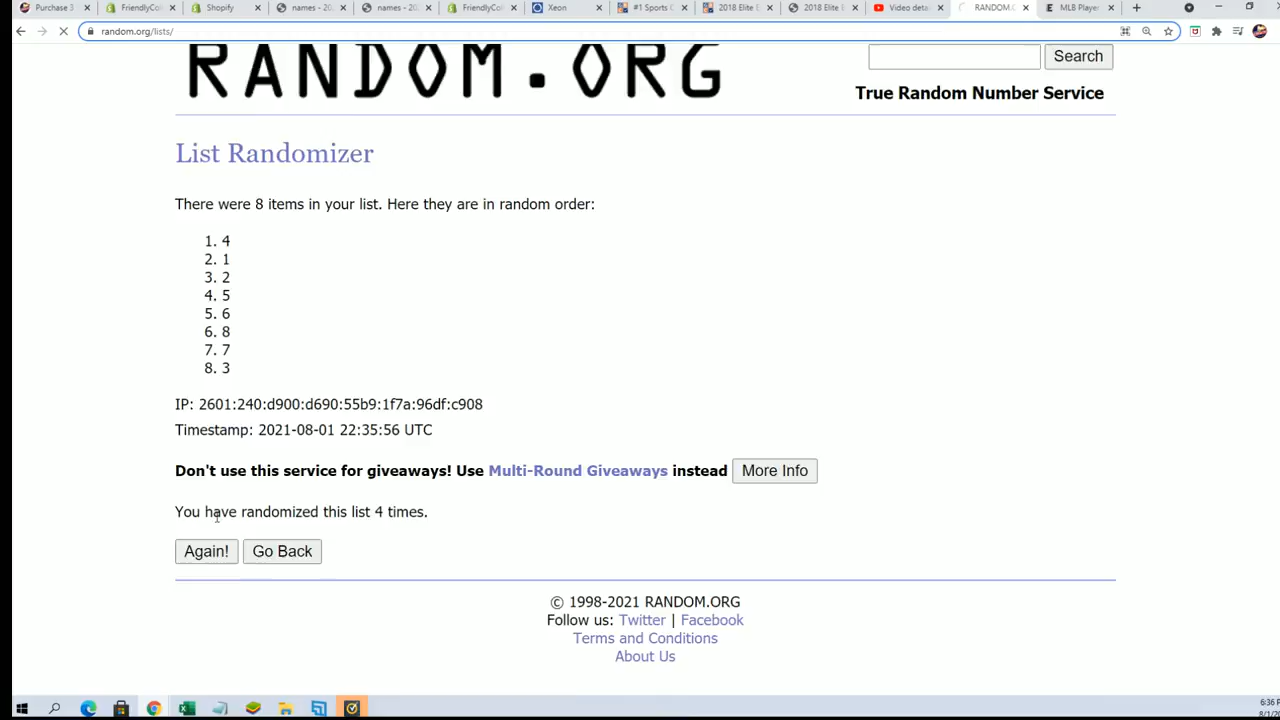 Purchase 3
FriendlyCol
Shopify
names - 20
names - 20
FriendlyCol
Xeon
#1 Sports C
2018 Elite E
2018 Elite E
Video detai
RANDOM.O
MLB Player
random.org/lists/
RANDOM.ORG
Search
True Random Number Service
List Randomizer
There were 8 items in your list. Here they are in random order:
1. 4
2. 1
3. 2
4. 5
5. 6
6. 8
7. 7
8. 3
IP: 2601:240:d900:d690:55b9:1f7a:96df:c908
Timestamp: 2021-08-01 22:35:56 UTC
Don't use this service for giveaways! Use Multi-Round Giveaways instead More Info
You have randomized this list 4 times.
Again! Go Back
© 1998-2021 RANDOM.ORG
Follow us: Twitter | Facebook
Terms and Conditions
About Us
6:36 P